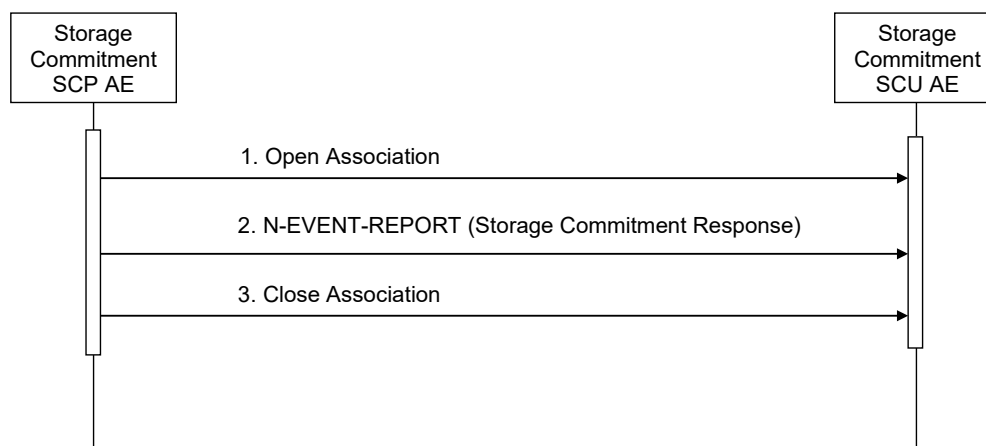 Storage
Commitment
SCP AE
Storage
Commitment
SCU AE
1. Open Association
2. N-EVENT-REPORT (Storage Commitment Response)
3. Close Association